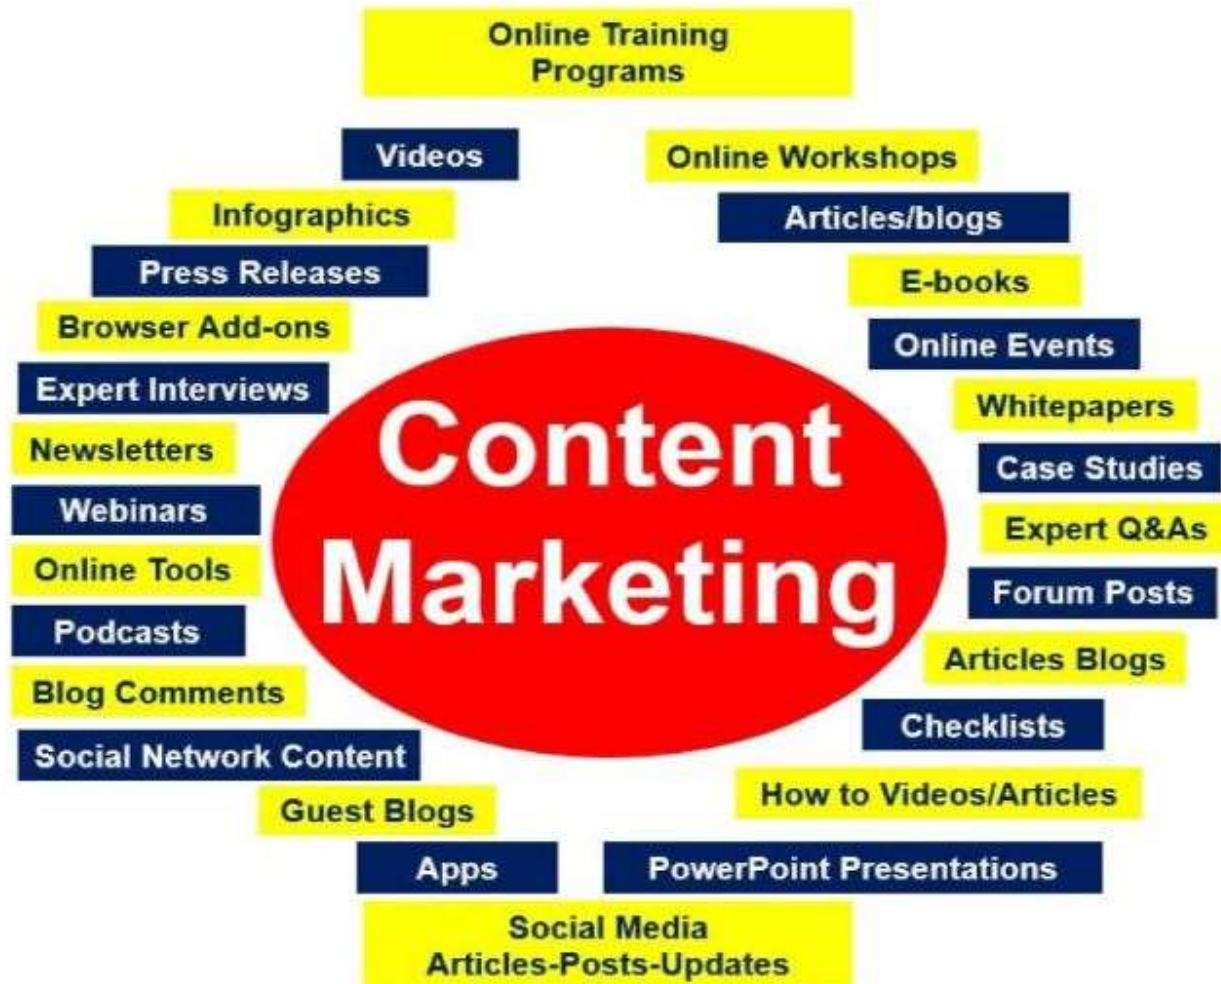 Online Training
Programs
Videos
Online Workshops
Infographics
Articles/blogs
Press Releases
E-books
Browser Add-ons
Online Events
Expert Interviews
Whitepapers
Newsletters
Case Studies
Webinars
Expert Q&As
Online Tools
Forum Posts
Podcasts
Articles Blogs
Blog Comments
Checklists
Social Network Content
How to Videos/Articles
Guest Blogs
Apps
PowerPoint Presentations
Social Media
Articles-Posts-Updates
Content
Marketing